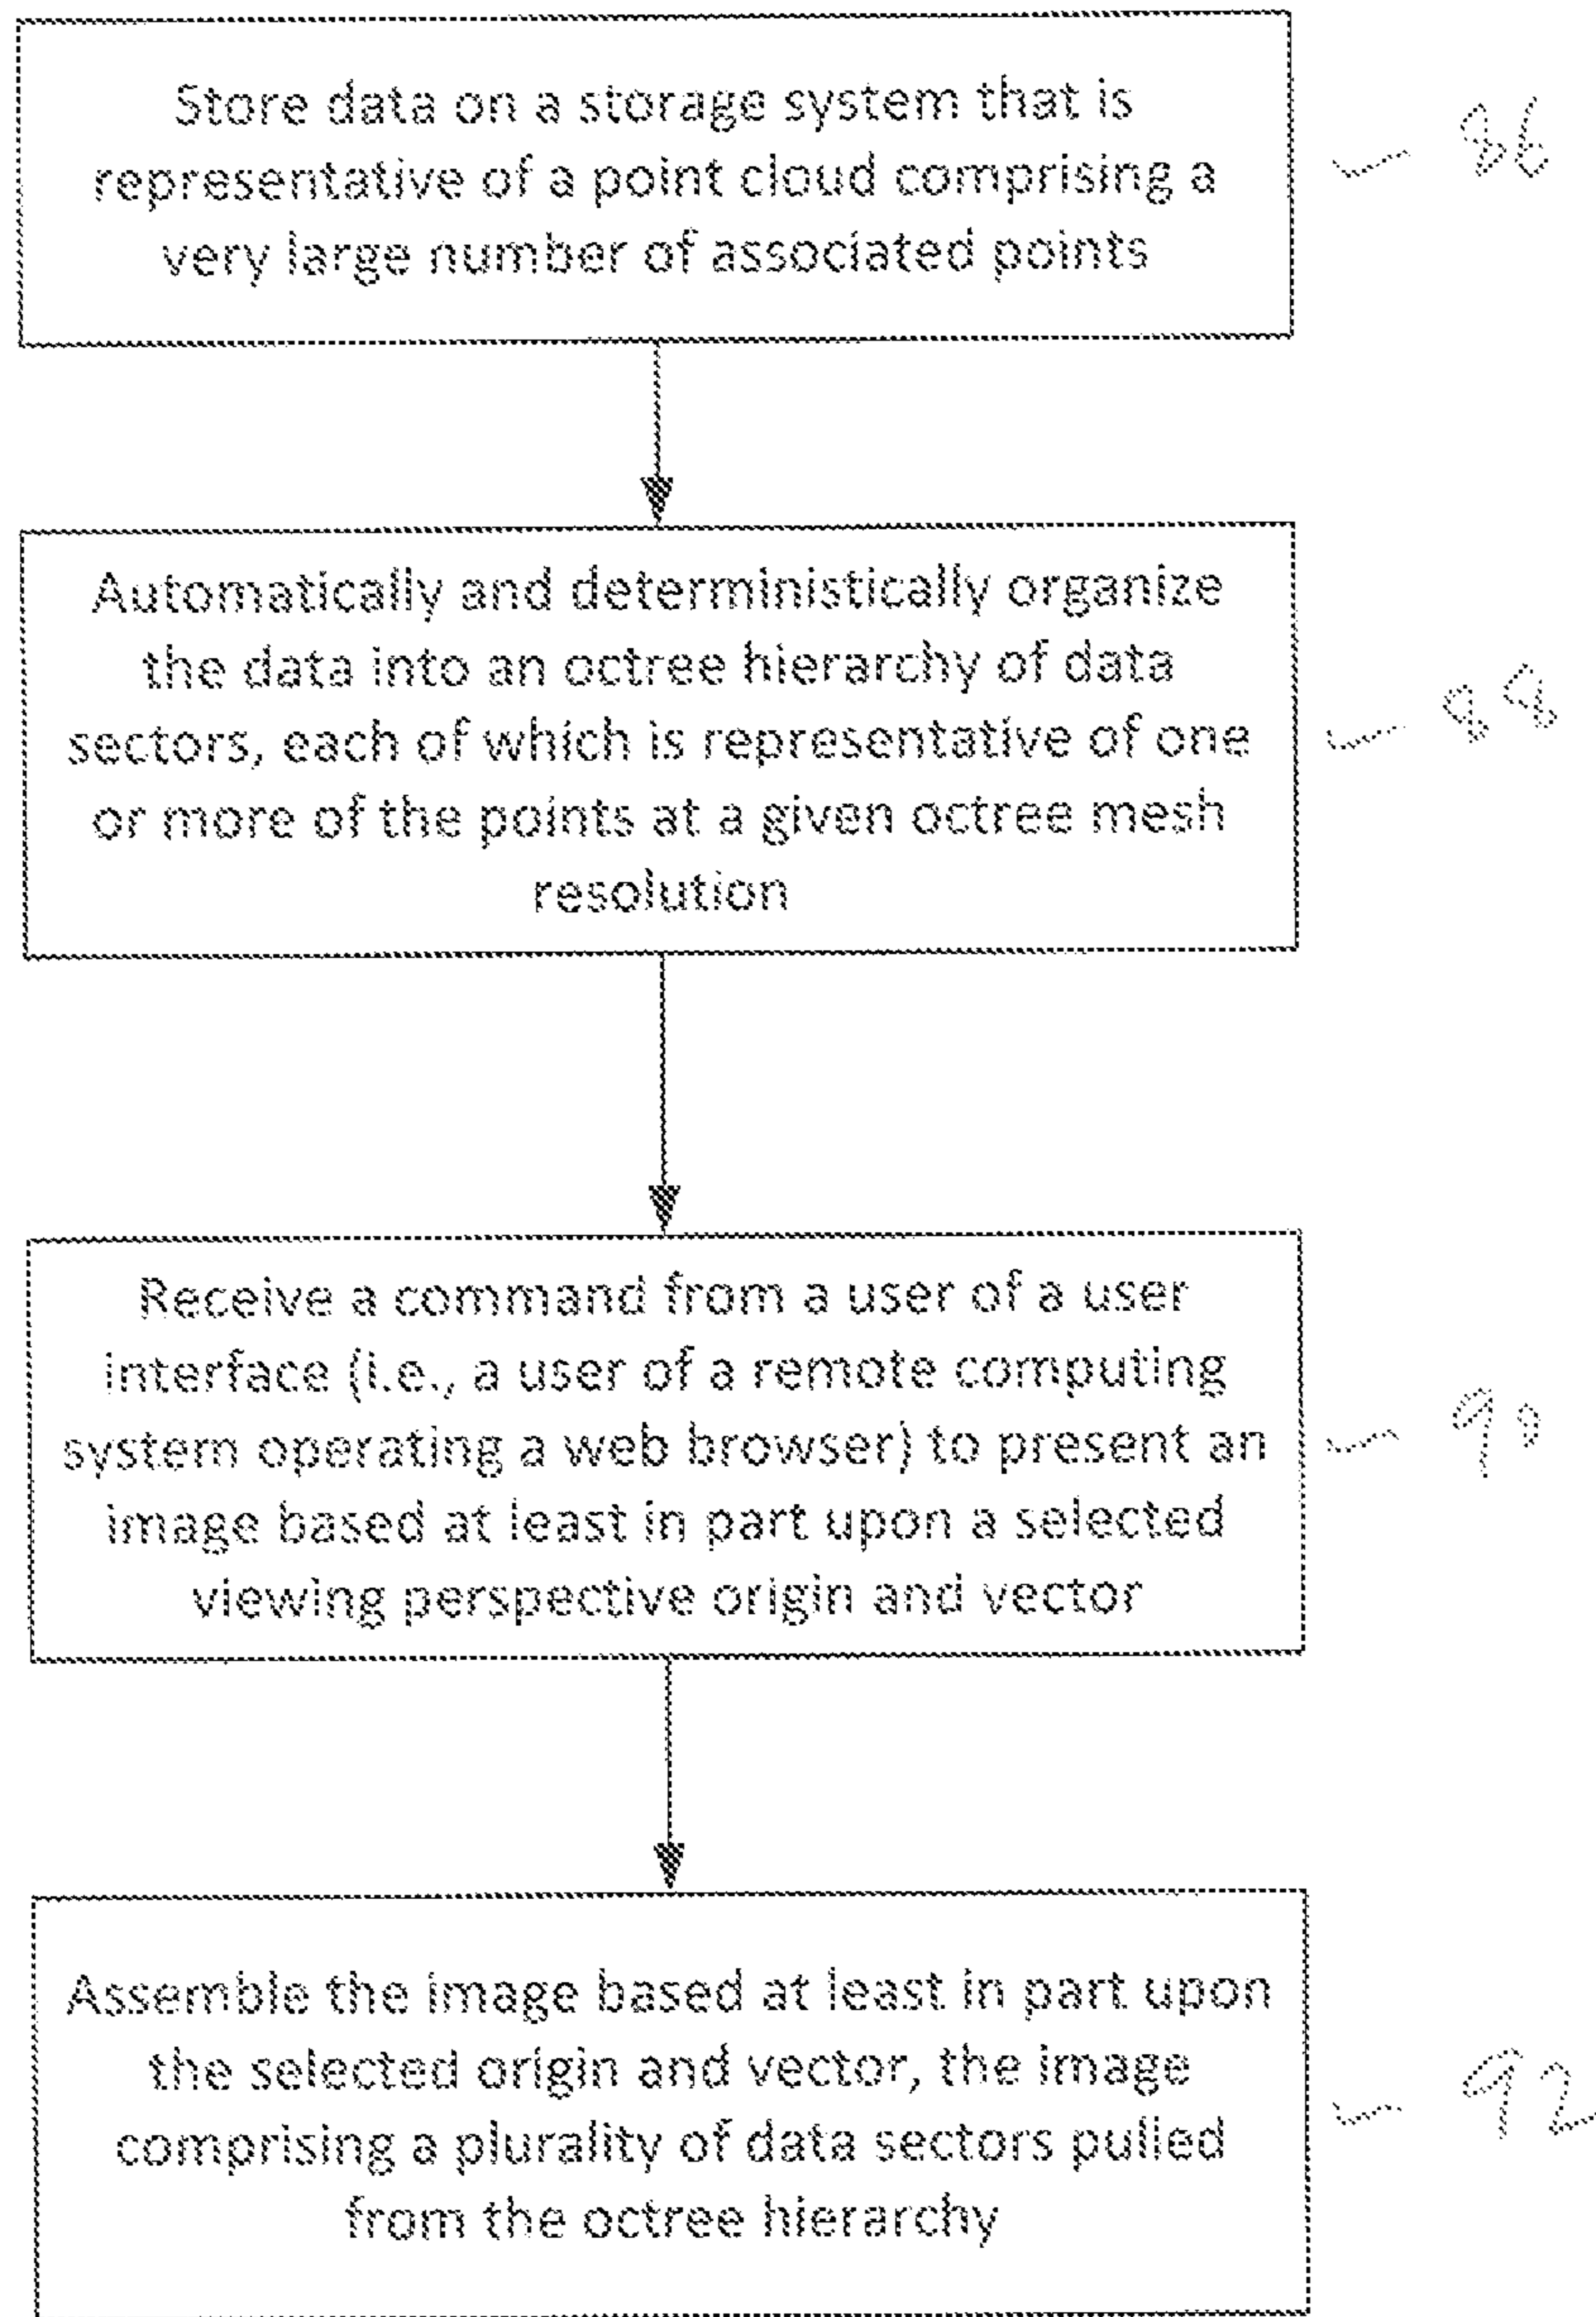 Store data on a storage system that is
representative of a point cloud comprising a
very large number of associated points
86
Automatically and deterministically organize
the data into an octree hierarchy of data
sectors, each of which is representative of one
or more of the points at a given octree mesh
resolution
88
Receive a command from a user of a user
interface (i.e., a user of a remote computing
system operating a web browser) to present an
image based at least in part upon a selected
viewing perspective origin and vector
90
Assemble the image based at least in part upon
the selected origin and vector, the image
comprising a plurality of data sectors pulled
from the octree hierarchy
92